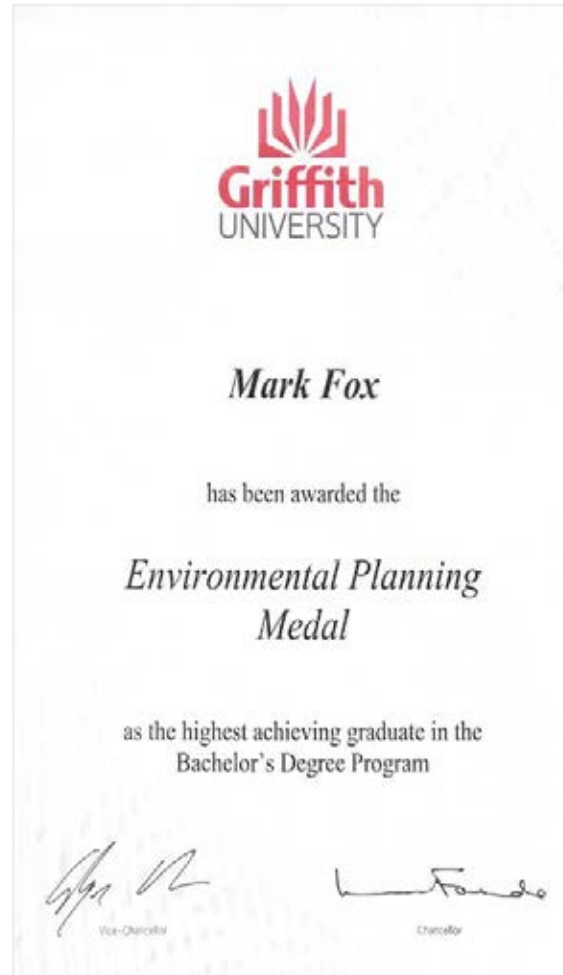 Griffith
UNIVERSITY
Mark Fox
has been awarded the
Environmental Planning
Medal
as the highest achieving graduate in the
Bachelor's Degree Program
Vice-Chancellor
Chancellor